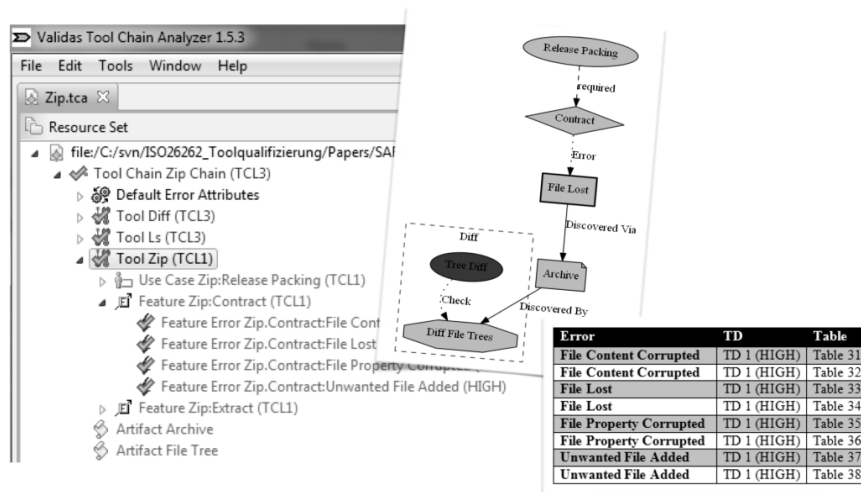 Validas Tool Chain Analyzer 1.5.3
File Edit Tools Window Help
Zip.tca
Resource Set
file:/C:/svn/ISO26262_Toolqualifizierung/Papers/SAF
Tool Chain Zip Chain (TCL3)
Default Error Attributes
Tool Diff (TCL3)
Tool Ls (TCL3)
Tool Zip (TCL1)
Use Case Zip:Release Packing (TCL1)
Feature Zip:Contract (TCL1)
Feature Error Zip.Contract:File Cont
Feature Error Zip.Contract:File Lost
Feature Error Zip.Contract:File Property Corrupted (
Feature Error Zip.Contract:Unwanted File Added (HIGH)
Feature Zip:Extract (TCL1)
Artifact Archive
Artifact File Tree
Release Packing
required
Contract
Error
File Lost
Discovered Via
Diff
Tree Diff
Archive
Check
Discovered By
Diff File Trees
Error TD Table
File Content Corrupted TD 1 (HIGH) Table 31
File Content Corrupted TD 1 (HIGH) Table 32
File Lost TD 1 (HIGH) Table 33
File Lost TD 1 (HIGH) Table 34
File Property Corrupted TD 1 (HIGH) Table 35
File Property Corrupted TD 1 (HIGH) Table 36
Unwanted File Added TD 1 (HIGH) Table 37
Unwanted File Added TD 1 (HIGH) Table 38